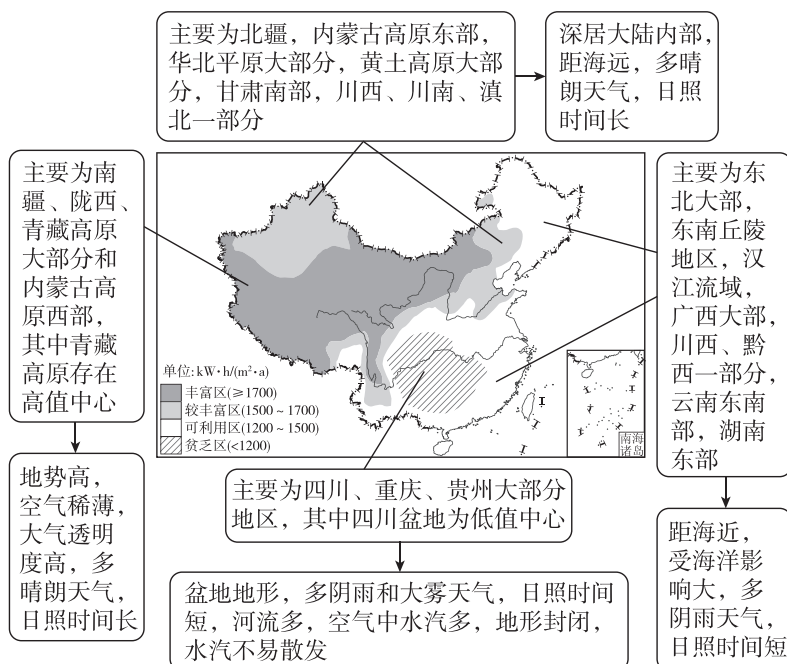 主要为北疆，内蒙古高原东部，
华北平原大部分，黄土高原大部
分，甘肃南部，川西、川南、滇
北一部分
深居大陆内部，
距海远，多晴
朗天气，日照
时间长
主要为南
疆、陇西、
青藏高原
大部分和
内蒙古高
原西部，
其中青藏
高原存在
高值中心
地势高，
空气稀薄，
大气透明
度高，多
晴朗天气，
日照时间长
单位:kW·h/(m²·a)
丰富区(≥1700)
较丰富区(1500~1700)
可利用区(1200~1500)
贫乏区(<1200)
南海
诸岛
主要为东
北大部，
东南丘陵
地区，汉
江流域，
广西大部，
川西、黔
西一部分，
云南东南
部，湖南
东部
距海近，
受海洋影
响大，多
阴雨天气，
日照时间短
主要为四川、重庆、贵州大部分
地区，其中四川盆地为低值中心
盆地地形，多阴雨和大雾天气，日照时间
短，河流多，空气中水汽多，地形封闭，
水汽不易散发